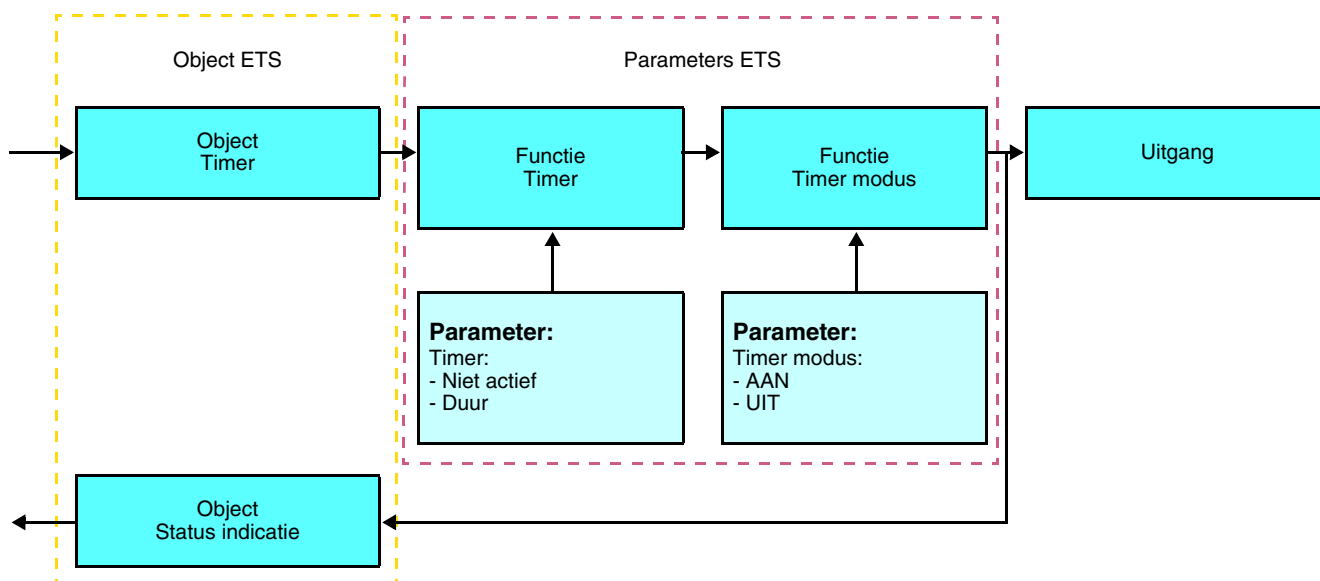 Object ETS
Parameters ETS
Object
Timer
Functie
Timer
Functie
Timer modus
Uitgang
Parameter:
Timer:
- Niet actief
- Duur
Parameter:
Timer modus:
- AAN
- UIT
Object
Status indicatie